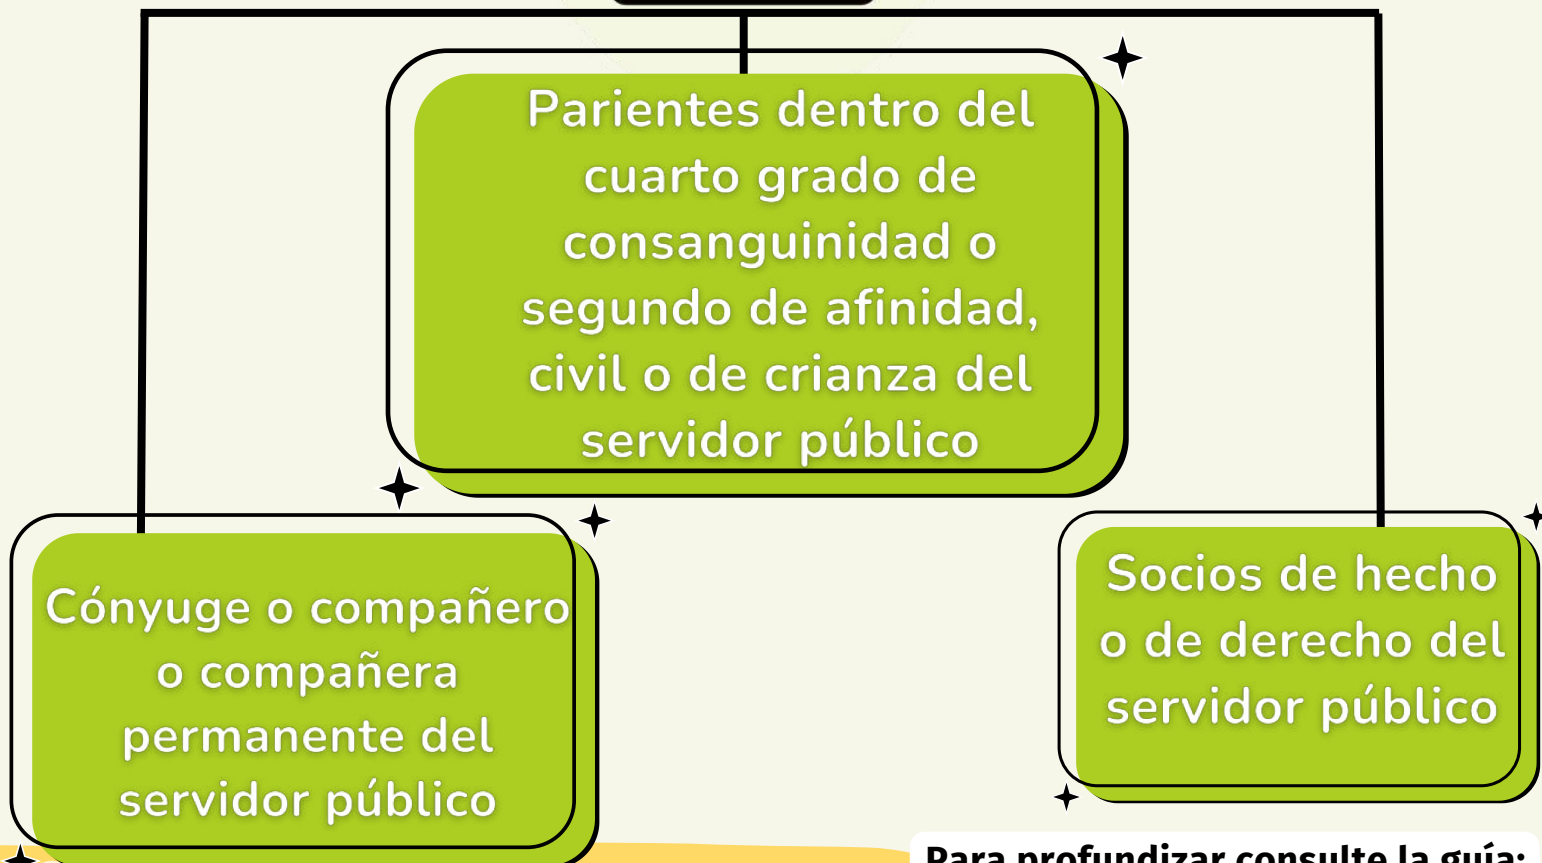 Parientes dentro del
cuarto grado de
consanguinidad o
segundo de afinidad,
civil o de crianza del
servidor público
Cónyuge o compañero
o compañera
permanente del
servidor público
Socios de hecho
o de derecho del
servidor público
Para profundizar consulte la guía: